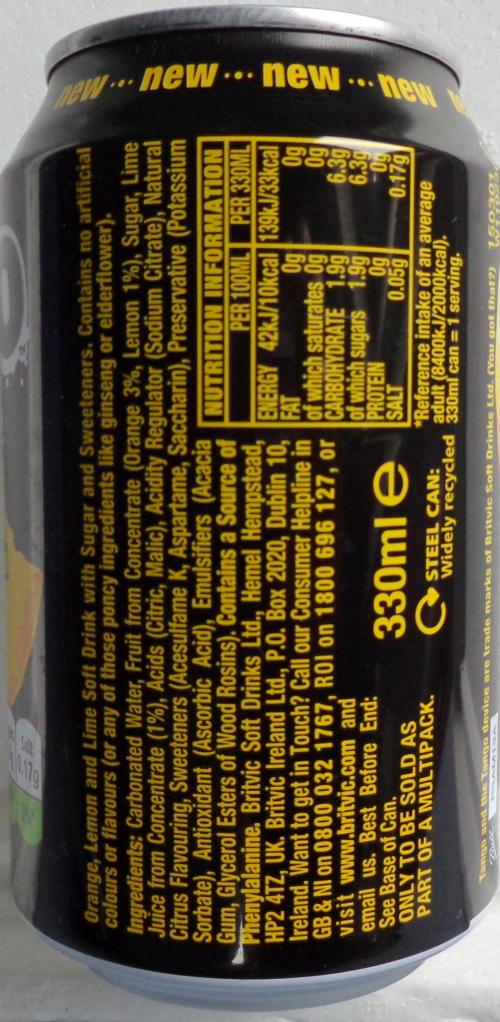 new ··· new ··· new ··· new
Orange, Lemon and Lime Soft Drink with Sugar and Sweeteners. Contains no artificial
colours or flavours (or any of those poncy ingredients like ginseng or elderflower).
Ingredients: Carbonated Water, Fruit from Concentrate (Orange 3%, Lemon 1%), Sugar, Lime
Juice from Concentrate (1%), Acids (Citric, Malic), Acidity Regulator (Sodium Citrate), Natural
Citrus Flavouring, Sweeteners (Acesulfame K, Aspartame, Saccharin), Preservative (Potassium
Sorbate), Antioxidant (Ascorbic Acid), Emulsifiers (Acacia
Gum, Glycerol Esters of Wood Rosins). Contains a Source of
Phenylalanine. Britvic Soft Drinks Ltd., Hemel Hempstead,
HP2 4TZ, UK. Britvic Ireland Ltd., P.O. Box 2020, Dublin 10,
Ireland. Want to get in Touch? Call our Consumer Helpline in
GB & NI on 0800 032 1767, ROI on 1800 696 127, or
visit www.britvic.com and
email us. Best Before End:
See Base of Can.
ONLY TO BE SOLD AS
PART OF A MULTIPACK.
330ml e
STEEL CAN:
Widely recycled
NUTRITION INFORMATION
PER 100ML PER 330ML
ENERGY 42kJ/10kcal 139kJ/33kcal
FAT 0g 0g
of which saturates 0g 0g
CARBOHYDRATE 1.9g 6.3g
of which sugars 1.9g 6.3g
PROTEIN 0g 0g
SALT 0.05g 0.17g
*Reference intake of an average
adult (8400kJ/2000kcal).
330ml can = 1 serving.
Tango and the Tango device are trade marks of Britvic Soft Drinks Ltd. (You got that?)
Salt
0.17g